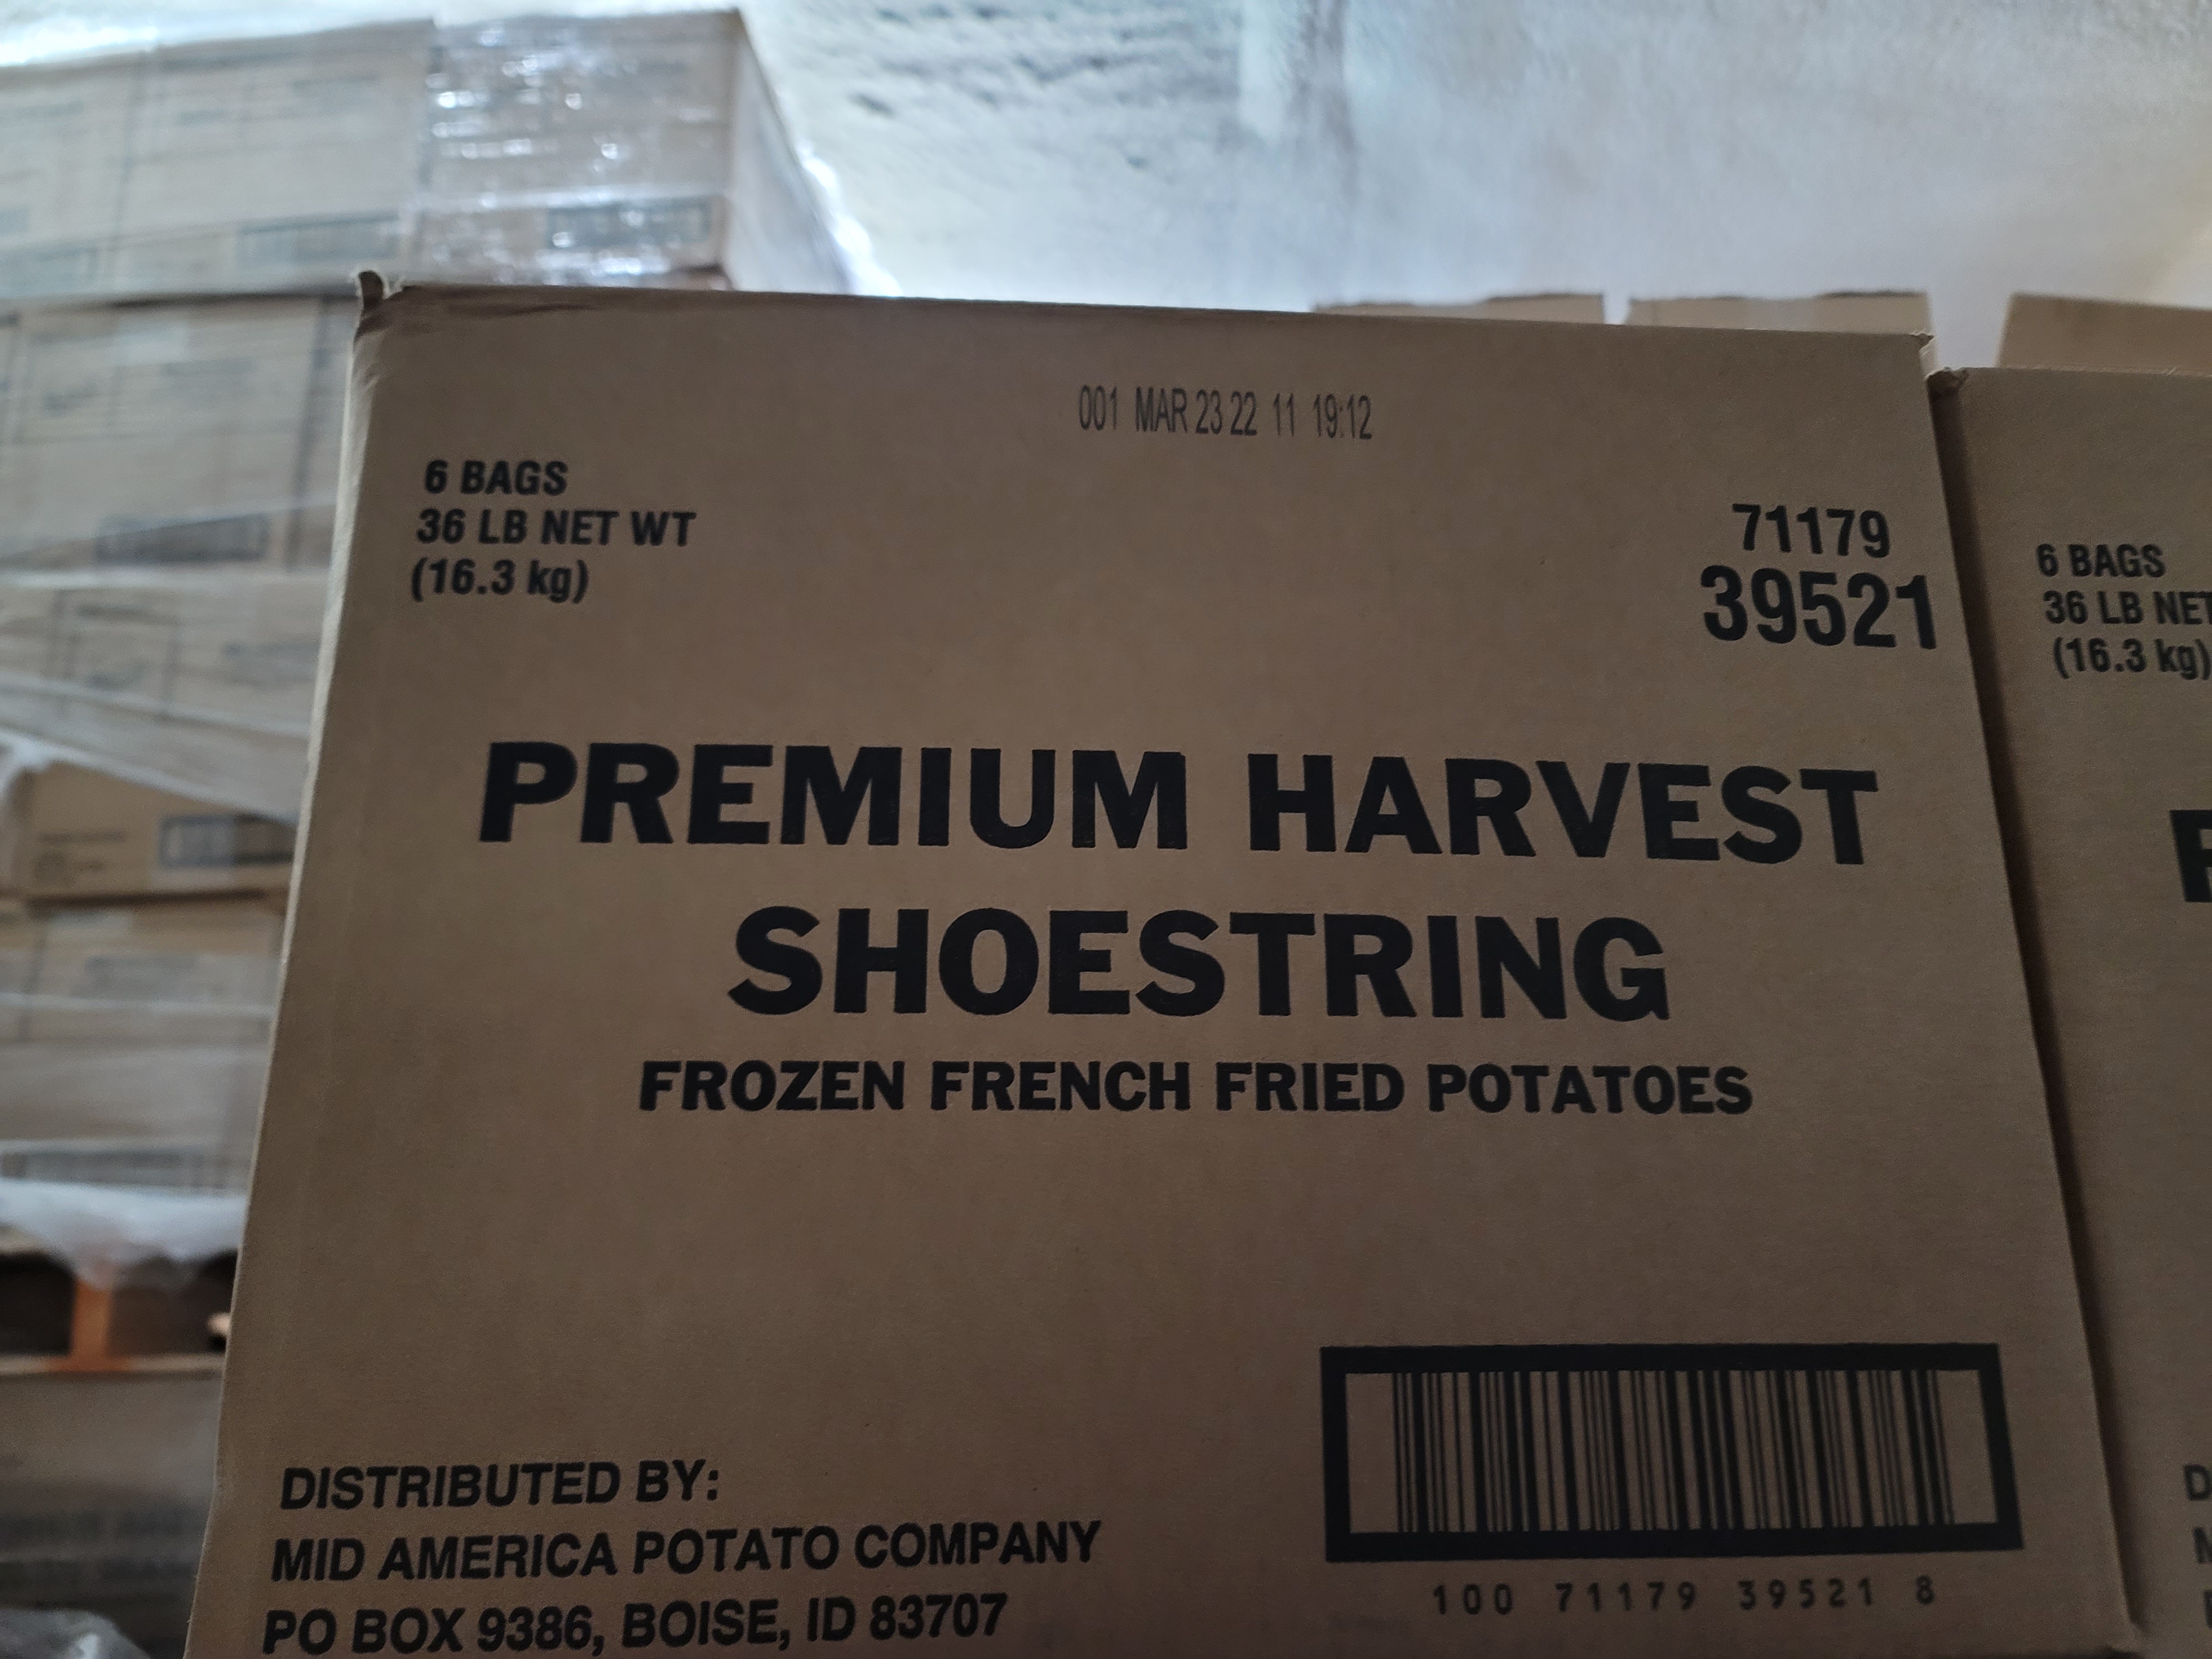 001 MAR 23 22 11 19:12
6 BAGS
36 LB NET WT
(16.3 kg)
71179
39521
PREMIUM HARVEST
SHOESTRING
FROZEN FRENCH FRIED POTATOES
DISTRIBUTED BY:
MID AMERICA POTATO COMPANY
PO BOX 9386, BOISE, ID 83707
100 71179 39521 8
6 BAGS
36 LB NET
(16.3 kg)